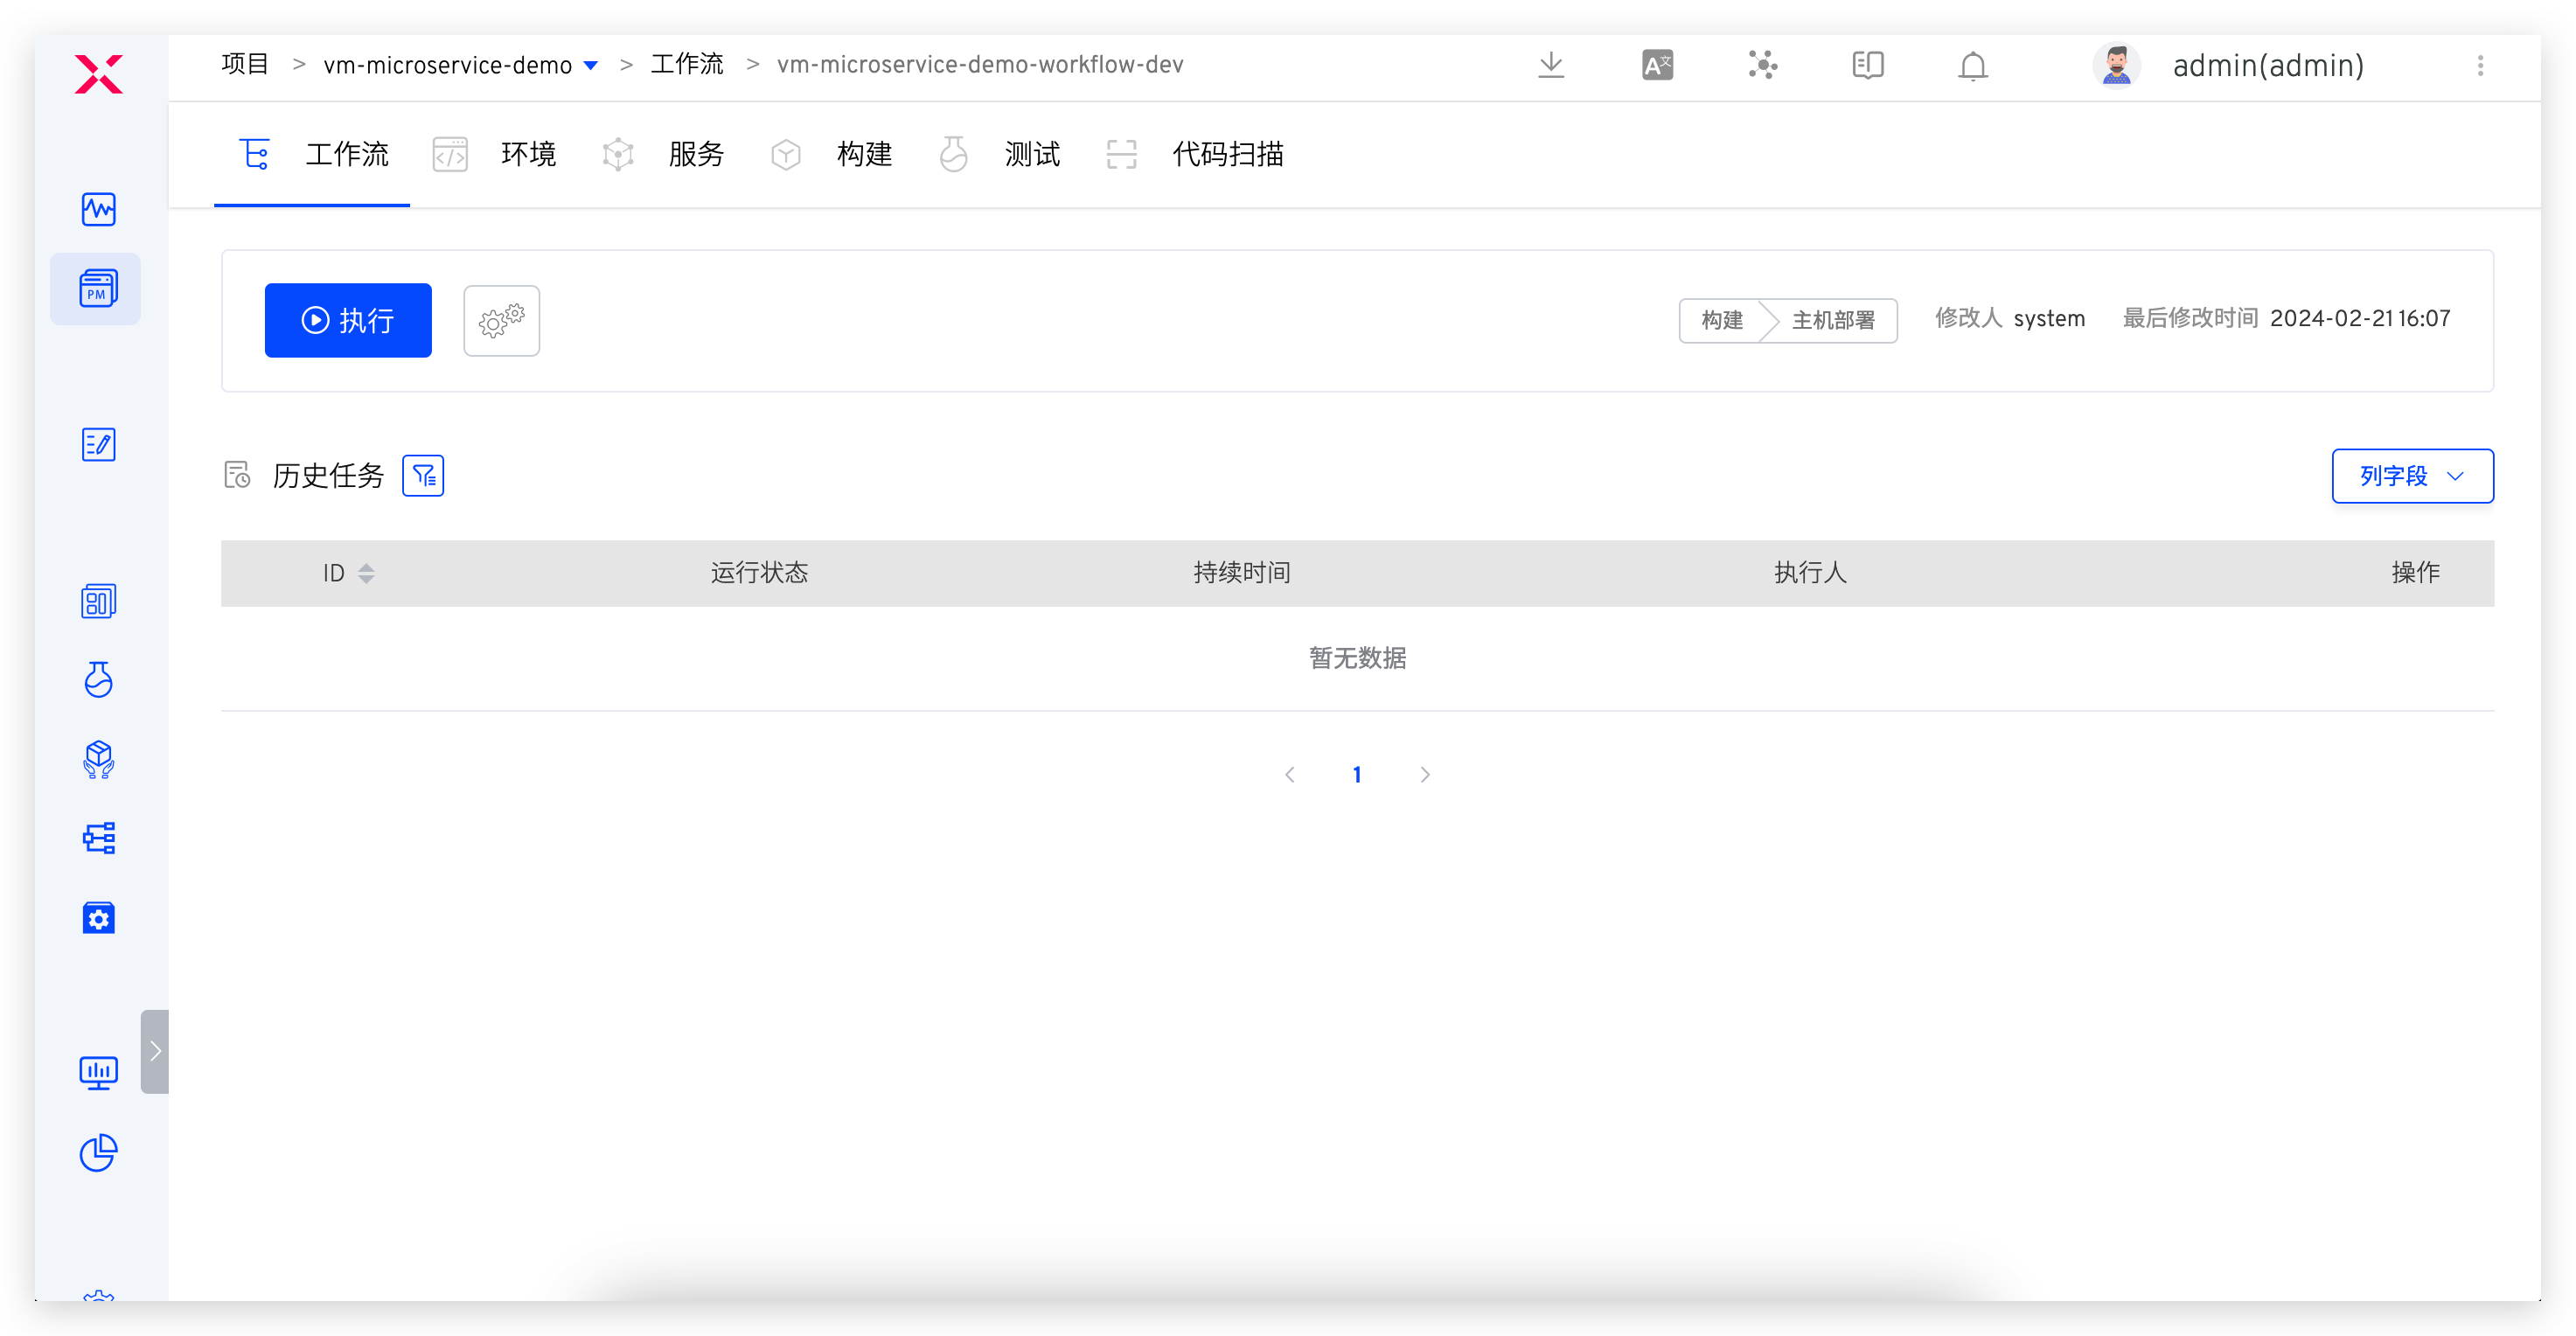 项目 > vm-microservice-demo > 工作流 > vm-microservice-demo-workflow-dev
admin(admin)
工作流 环境 服务 构建 测试 代码扫描
PM
执行
构建 主机部署 修改人 system 最后修改时间 2024-02-21 16:07
历史任务
列字段
ID 运行状态 持续时间 执行人 操作
暂无数据
< 1 >